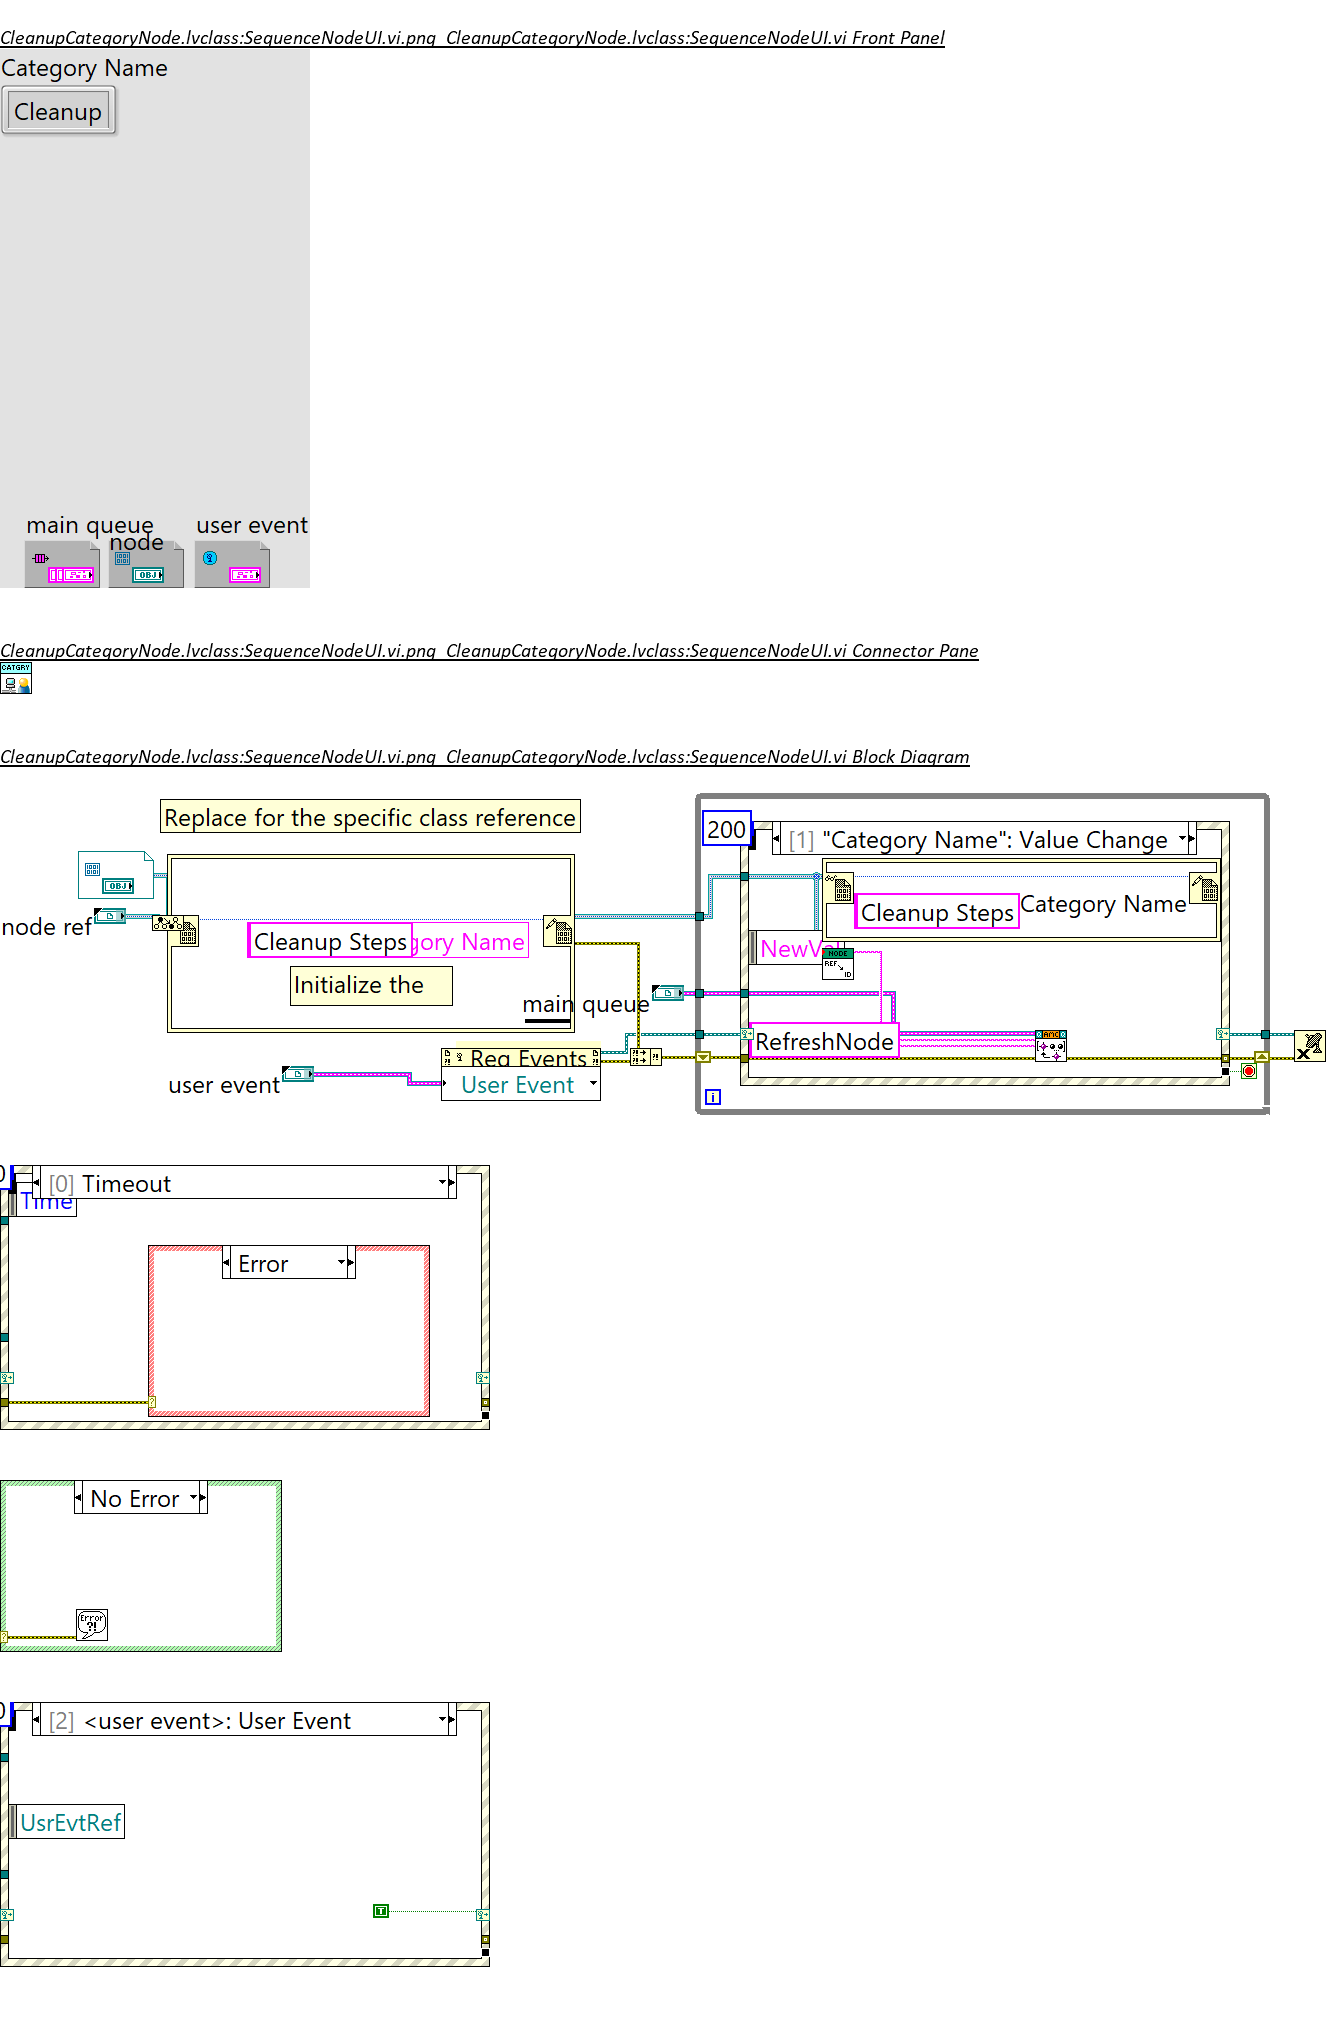 CleanupCategoryNode.lvclass:SequenceNodeUI.vi.png CleanupCategoryNode.lvclass:SequenceNodeUI.vi Front Panel
Category Name
Cleanup
main queue
node
user event
OBJ
CleanupCategoryNode.lvclass:SequenceNodeUI.vi.png CleanupCategoryNode.lvclass:SequenceNodeUI.vi Connector Pane
CATGRY
CleanupCategoryNode.lvclass:SequenceNodeUI.vi.png CleanupCategoryNode.lvclass:SequenceNodeUI.vi Block Diagram
Replace for the specific class reference
200
[1] "Category Name": Value Change
OBJ
node ref
Cleanup Steps
gory Name
Cleanup Steps
Category Name
NewVal
NODE
REF
ID
Initialize the
main queue
RefreshNode
AMC
Reg Events
user event
User Event
i
[0] Timeout
Time
Error
No Error
Error
?!
[2] <user event>: User Event
UsrEvtRef
T